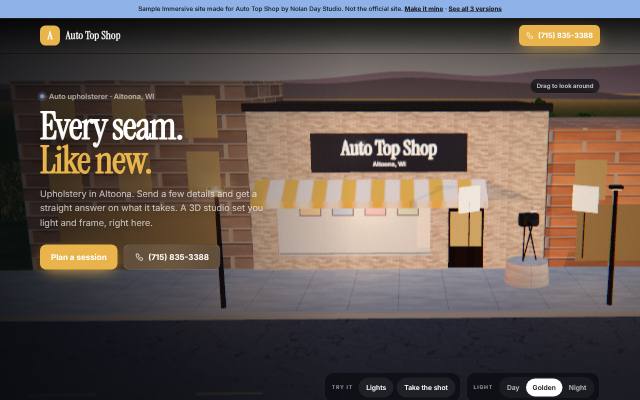 Sample Immersive site made for Auto Top Shop by Nolan Day Studio. Not the official site. Make it mine · See all 3 versions
A Auto Top Shop
(715) 835-3388
Drag to look around
Auto upholsterer · Altoona, WI
Every seam.
Like new.
Upholstery in Altoona. Send a few details and get a
straight answer on what it takes. A 3D studio set you
light and frame, right here.
Plan a session
(715) 835-3388
Auto Top Shop
Altoona, WI
TRY IT Lights Take the shot
LIGHT Day Golden Night